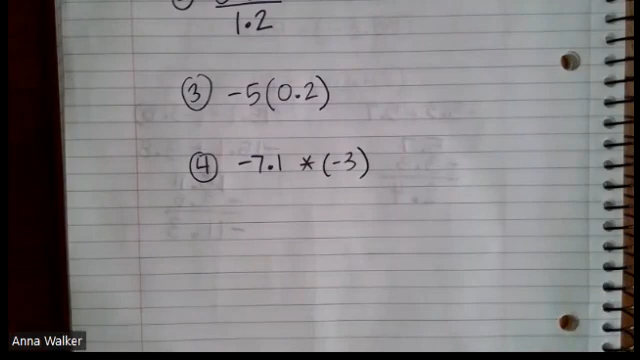 1.2
③ -5(0.2)
④ -7.1 * (-3)
Anna Walker